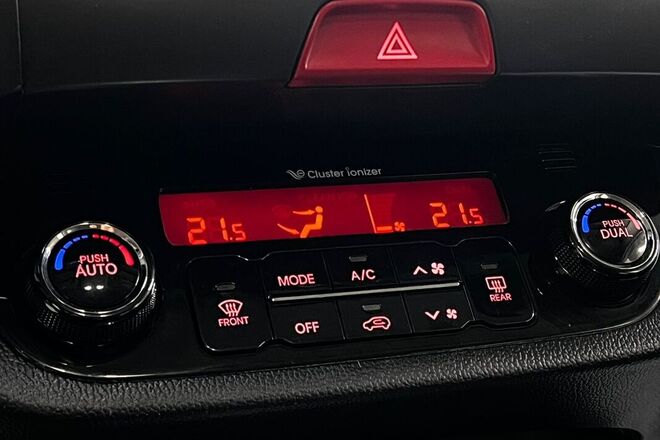 Cluster ionizer
21.5
21.5
PUSH
AUTO
PUSH
DUAL
MODE
A/C
FRONT
OFF
REAR